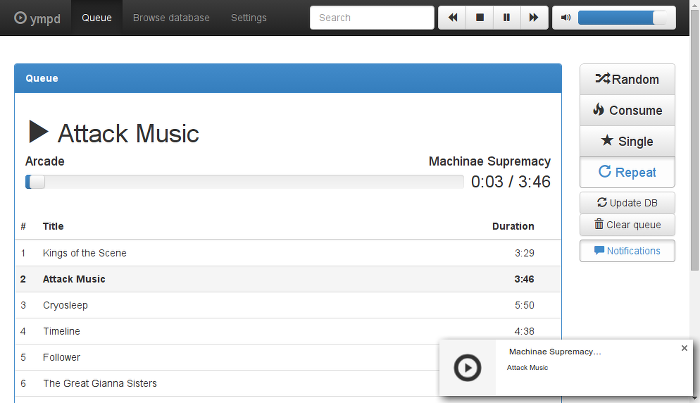 ympd Queue Browse database Settings Search
Queue
Attack Music
Arcade Machinae Supremacy
0:03 / 3:46
# Title Duration
1 Kings of the Scene 3:29
2 Attack Music 3:46
3 Cryosleep 5:50
4 Timeline 4:38
5 Follower
6 The Great Gianna Sisters
Random
Consume
Single
Repeat
Update DB
Clear queue
Notifications
Machinae Supremacy...
Attack Music